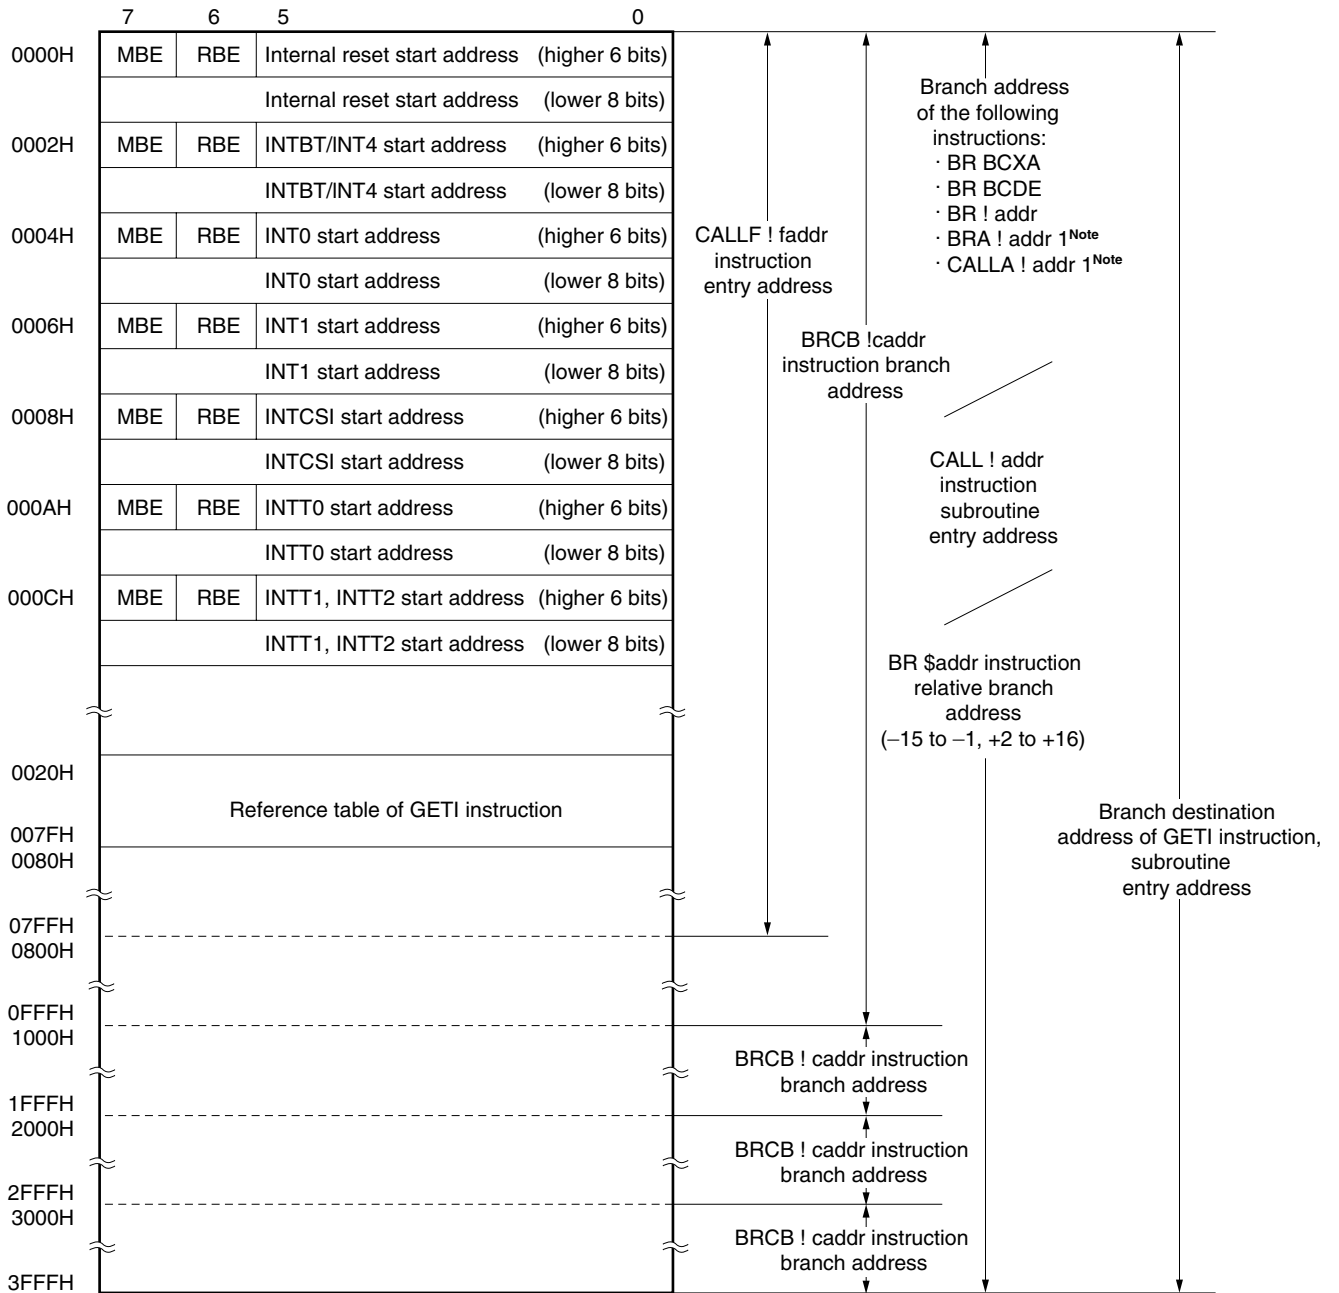 7 6 5 0
0000H MBE RBE Internal reset start address (higher 6 bits)
Internal reset start address (lower 8 bits)
0002H MBE RBE INTBT/INT4 start address (higher 6 bits)
INTBT/INT4 start address (lower 8 bits)
0004H MBE RBE INT0 start address (higher 6 bits)
INT0 start address (lower 8 bits)
0006H MBE RBE INT1 start address (higher 6 bits)
INT1 start address (lower 8 bits)
0008H MBE RBE INTCSI start address (higher 6 bits)
INTCSI start address (lower 8 bits)
000AH MBE RBE INTT0 start address (higher 6 bits)
INTT0 start address (lower 8 bits)
000CH MBE RBE INTT1, INTT2 start address (higher 6 bits)
INTT1, INTT2 start address (lower 8 bits)
0020H
Reference table of GETI instruction
007FH
0080H
07FFH
0800H
0FFFH
1000H
1FFFH
2000H
2FFFH
3000H
3FFFH
CALLF ! faddr
instruction
entry address
BRCB !caddr
instruction branch
address
BRCB ! caddr instruction
branch address
BRCB ! caddr instruction
branch address
BRCB ! caddr instruction
branch address
Branch address
of the following
instructions:
· BR BCXA
· BR BCDE
· BR ! addr
· BRA ! addr 1Note
· CALLA ! addr 1Note
CALL ! addr
instruction
subroutine
entry address
BR $addr instruction
relative branch
address
(–15 to –1, +2 to +16)
Branch destination
address of GETI instruction,
subroutine
entry address